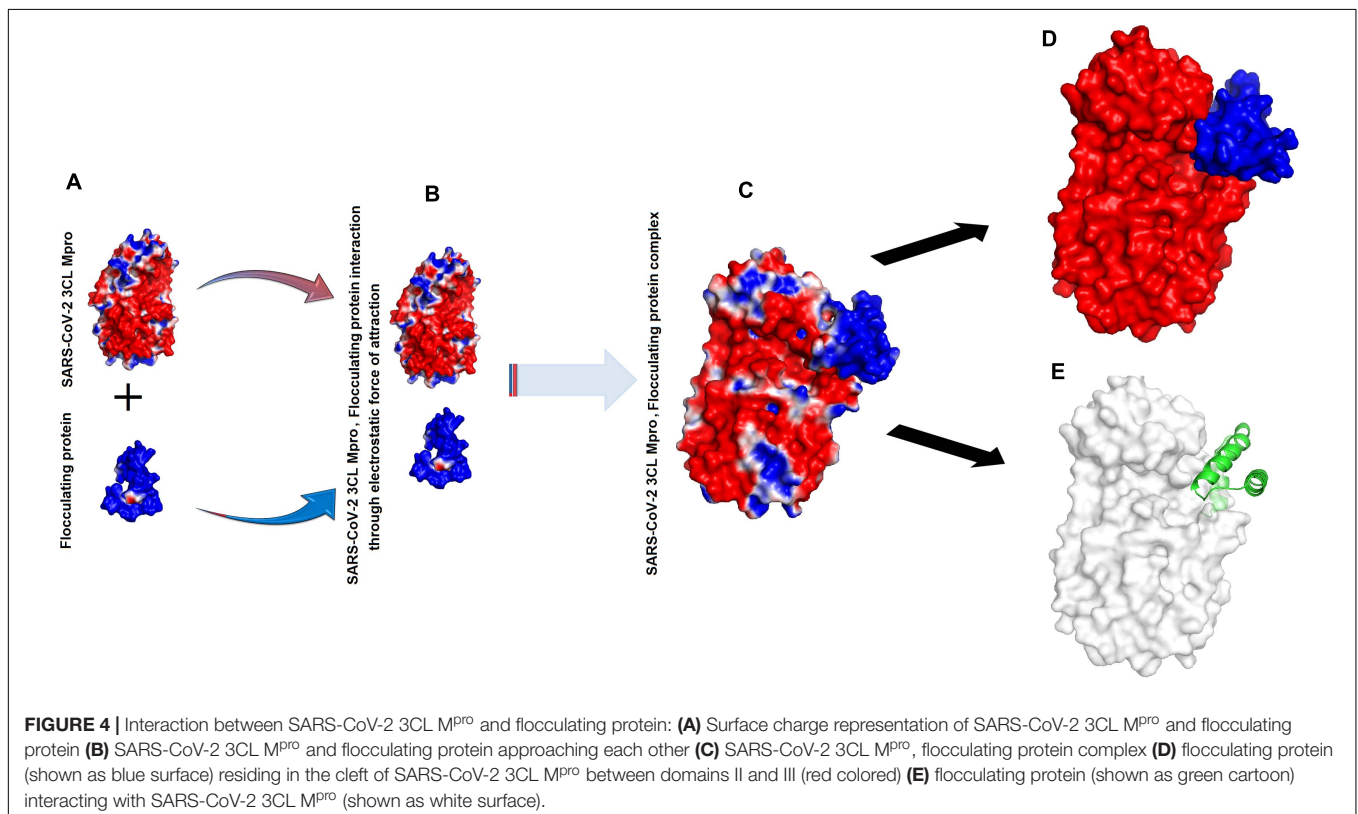 A
SARS-CoV-2 3CL Mpro
+
Flocculating protein
B
SARS-CoV-2 3CL Mpro, Flocculating protein interaction
through electrostatic force of attraction
C
SARS-CoV-2 3CL Mpro, Flocculating protein complex
D
E
FIGURE 4 | Interaction between SARS-CoV-2 3CL Mpro and flocculating protein: (A) Surface charge representation of SARS-CoV-2 3CL Mpro and flocculating
protein (B) SARS-CoV-2 3CL Mpro and flocculating protein approaching each other (C) SARS-CoV-2 3CL Mpro, flocculating protein complex (D) flocculating protein
(shown as blue surface) residing in the cleft of SARS-CoV-2 3CL Mpro between domains II and III (red colored) (E) flocculating protein (shown as green cartoon)
interacting with SARS-CoV-2 3CL Mpro (shown as white surface).